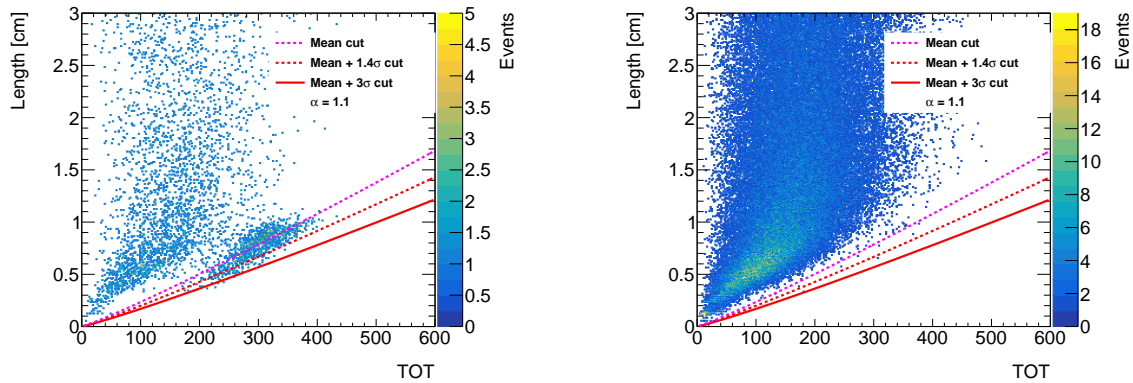 Length [cm]
3
2.5
2
1.5
1
0.5
0
0 100 200 300 400 500 600
TOT
Mean cut
Mean + 1.4σ cut
Mean + 3σ cut
α = 1.1
5
4.5
4
3.5
3
2.5
2
1.5
1
0.5
0
Events
Length [cm]
3
2.5
2
1.5
1
0.5
0
0 100 200 300 400 500 600
TOT
Mean cut
Mean + 1.4σ cut
Mean + 3σ cut
α = 1.1
18
16
14
12
10
8
6
4
2
0
Events